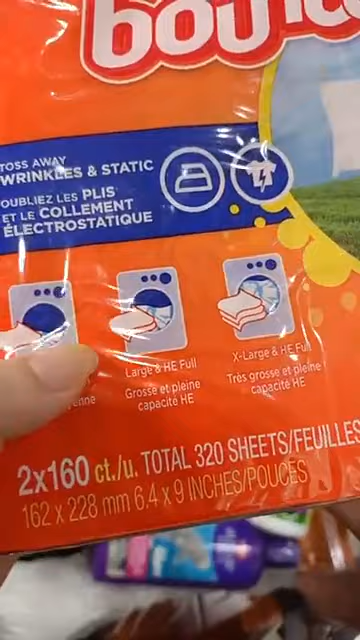 TOSS AWAY
WRINKLES & STATIC
OUBLIEZ LES PLIS
ET LE COLLEMENT
ÉLECTROSTATIQUE
Large & HE Full
Grosse et pleine
capacité HE
X-Large & HE Full
Très grosse et pleine
capacité HE
2x160 ct./u. TOTAL 320 SHEETS/FEUILLES
162 x 228 mm 6.4 x 9 INCHES/POUCES